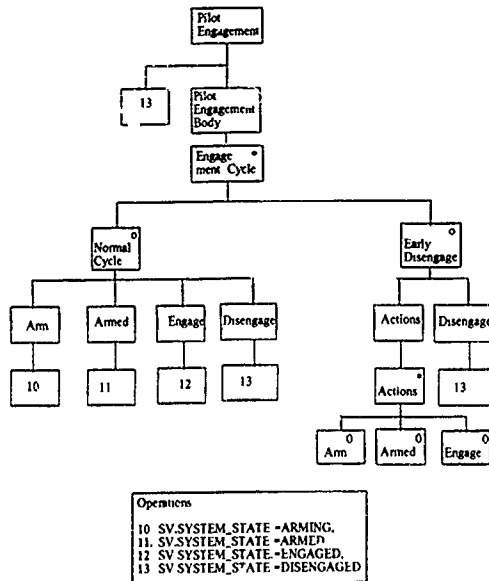 Pilot
Engagement
13
Pilot
Engagement
Body
Engage *
ment Cycle
O
Normal
Cycle
O
Early
Disengage
Arm
Armed
Engage
Disengage
Actions
Disengage
10
11
12
13
*
Actions
13
O
Arm
O
Armed
O
Engage
Operations
10 SV.SYSTEM_STATE =ARMING,
11. SV.SYSTEM_STATE =ARMED
12 SV SYSTEM_STATE.=ENGAGED,
13 SV SYSTEM_STATE =DISENGAGED